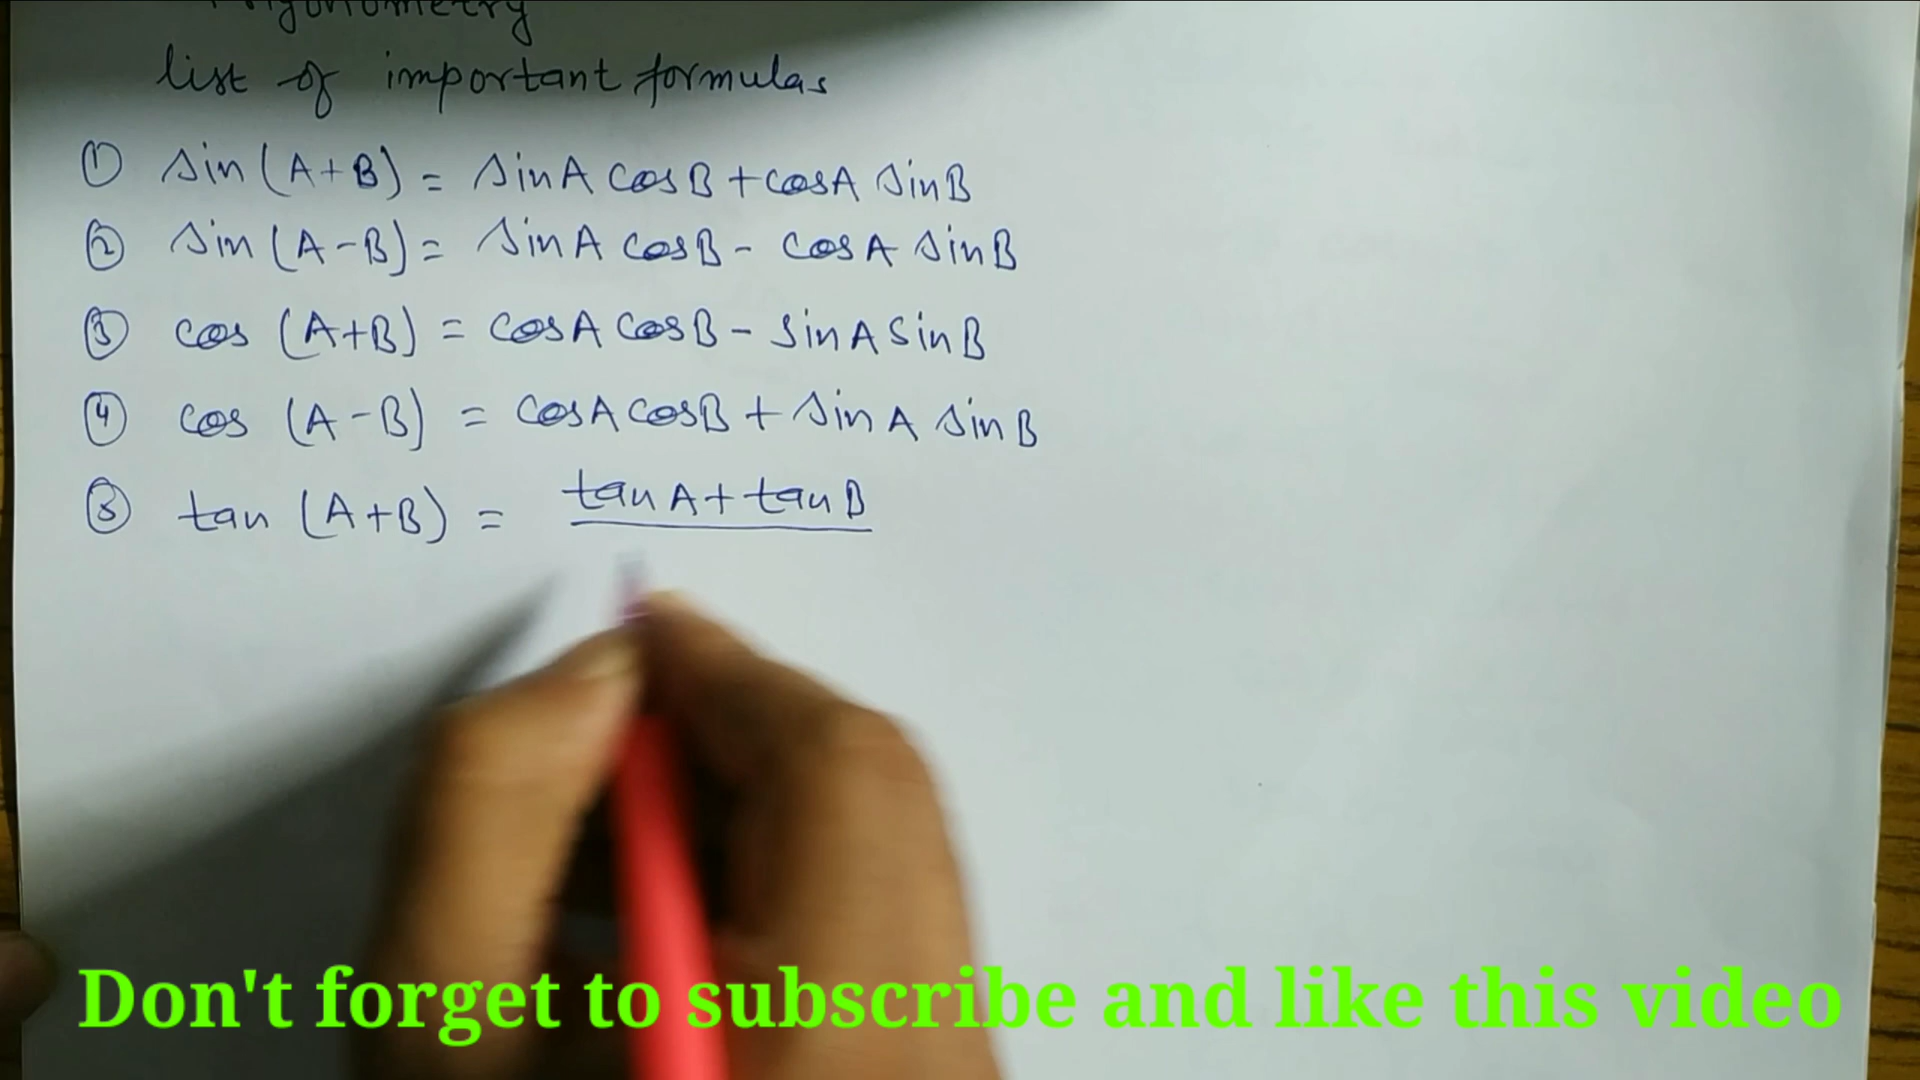 Trigonometry
list of important formulas
① sin (A+B) = sinA cosB + cosA sinB
② sin (A-B) = sinA cosB - cosA sinB
③ cos (A+B) = cosA cosB - sinA sinB
④ cos (A-B) = cosA cosB + sinA sinB
⑤ tan (A+B) = tanA + tanB
Don't forget to subscribe and like this video